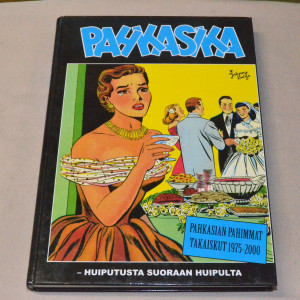 PAHKASIKA
PAHKASIAN PAHIMMAT
TAKAISKUT 1975-2000
– HUIPUTUSTA SUORAAN HUIPULTA